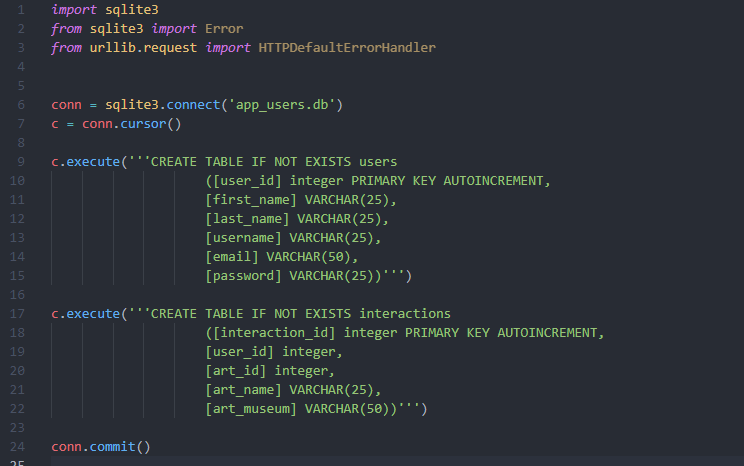 1 import sqlite3
2 from sqlite3 import Error
3 from urllib.request import HTTPDefaultErrorHandler
4
5
6 conn = sqlite3.connect('app_users.db')
7 c = conn.cursor()
8
9 c.execute('''CREATE TABLE IF NOT EXISTS users
10 ([user_id] integer PRIMARY KEY AUTOINCREMENT,
11 [first_name] VARCHAR(25),
12 [last_name] VARCHAR(25),
13 [username] VARCHAR(25),
14 [email] VARCHAR(50),
15 [password] VARCHAR(25))''')
16
17 c.execute('''CREATE TABLE IF NOT EXISTS interactions
18 ([interaction_id] integer PRIMARY KEY AUTOINCREMENT,
19 [user_id] integer,
20 [art_id] integer,
21 [art_name] VARCHAR(25),
22 [art_museum] VARCHAR(50))''')
23
24 conn.commit()
25